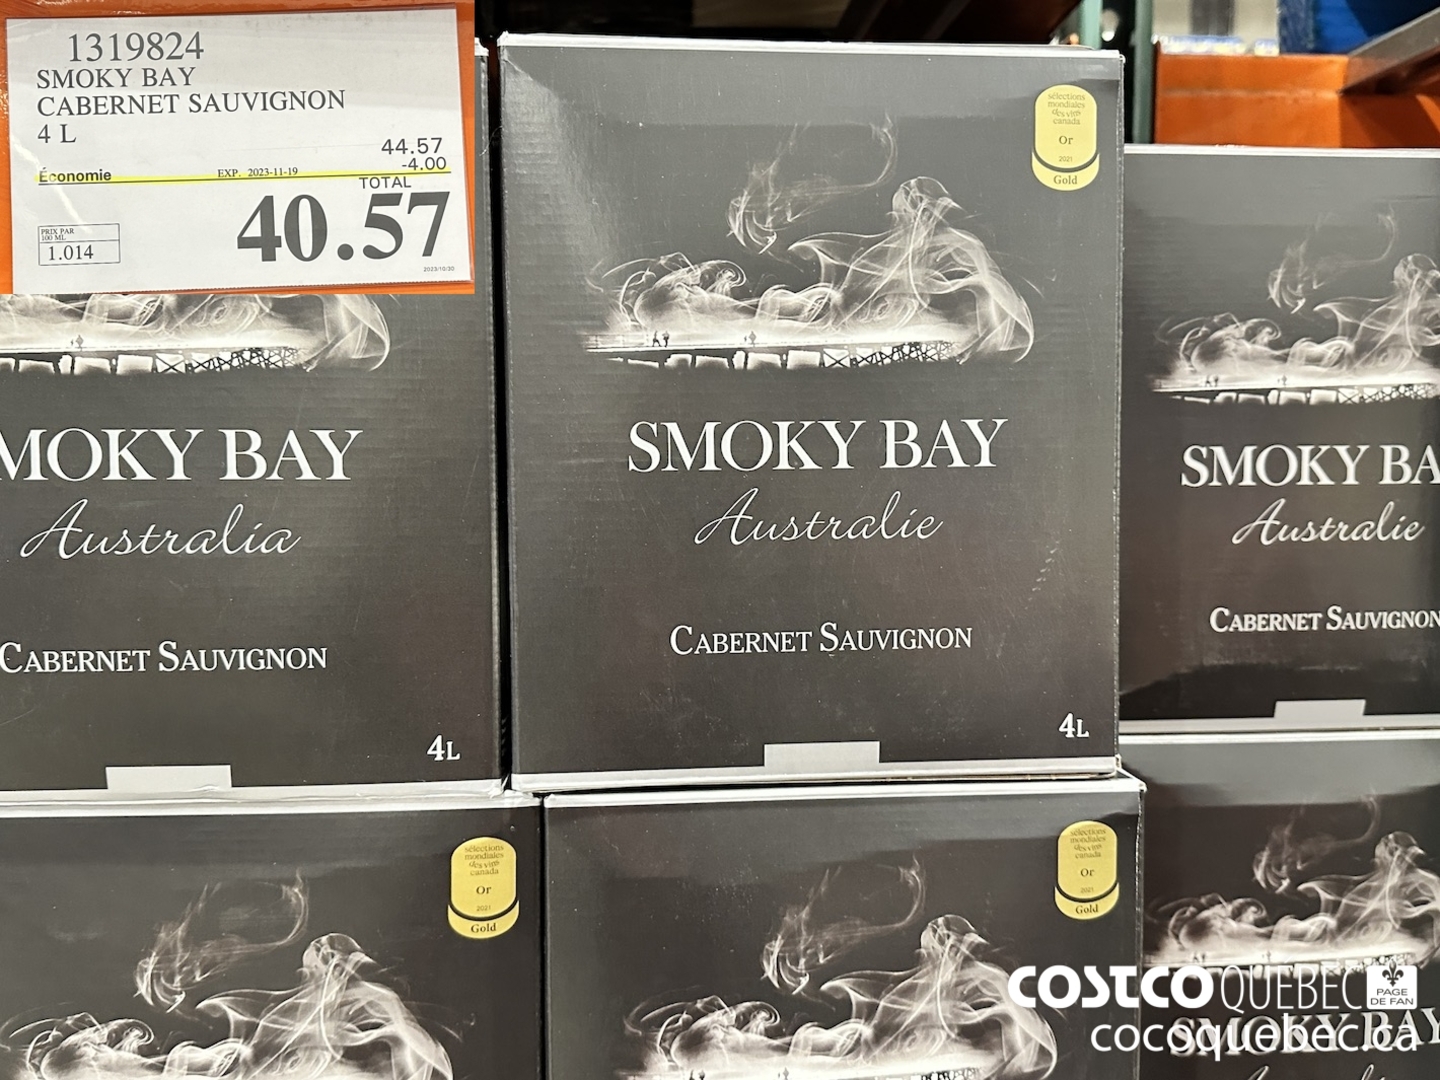 1319824
SMOKY BAY
CABERNET SAUVIGNON
4 L
44.57
-4.00
Économie
EXP. 2023-11-19
TOTAL
40.57
PRIX PAR
100 ML
1.014
2023/10/30
sélections
mondiales
des vins
canada
Or
2021
Gold
MOKY BAY
Australia
CABERNET SAUVIGNON
4L
SMOKY BAY
Australie
CABERNET SAUVIGNON
4L
SMOKY BA
Australie
CABERNET SAUVIGNON
sélections
mondiales
des vins
canada
Or
2021
Gold
sélections
mondiales
des vins
canada
Or
2021
Gold
COSTCO QUEBEC
PAGE
DE FAN
cocosquebec.ca
SMOKY BAY